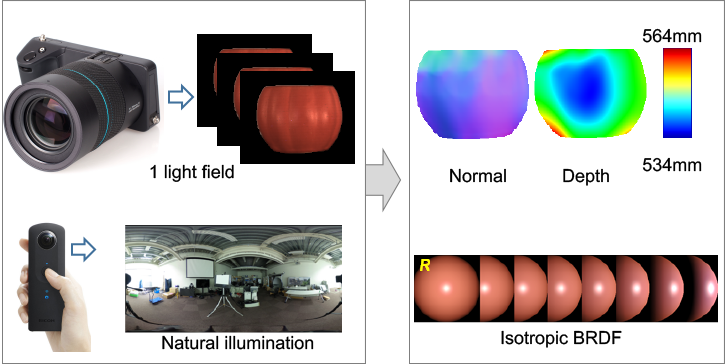 1 light field
Natural illumination
564mm
534mm
Normal
Depth
R
Isotropic BRDF